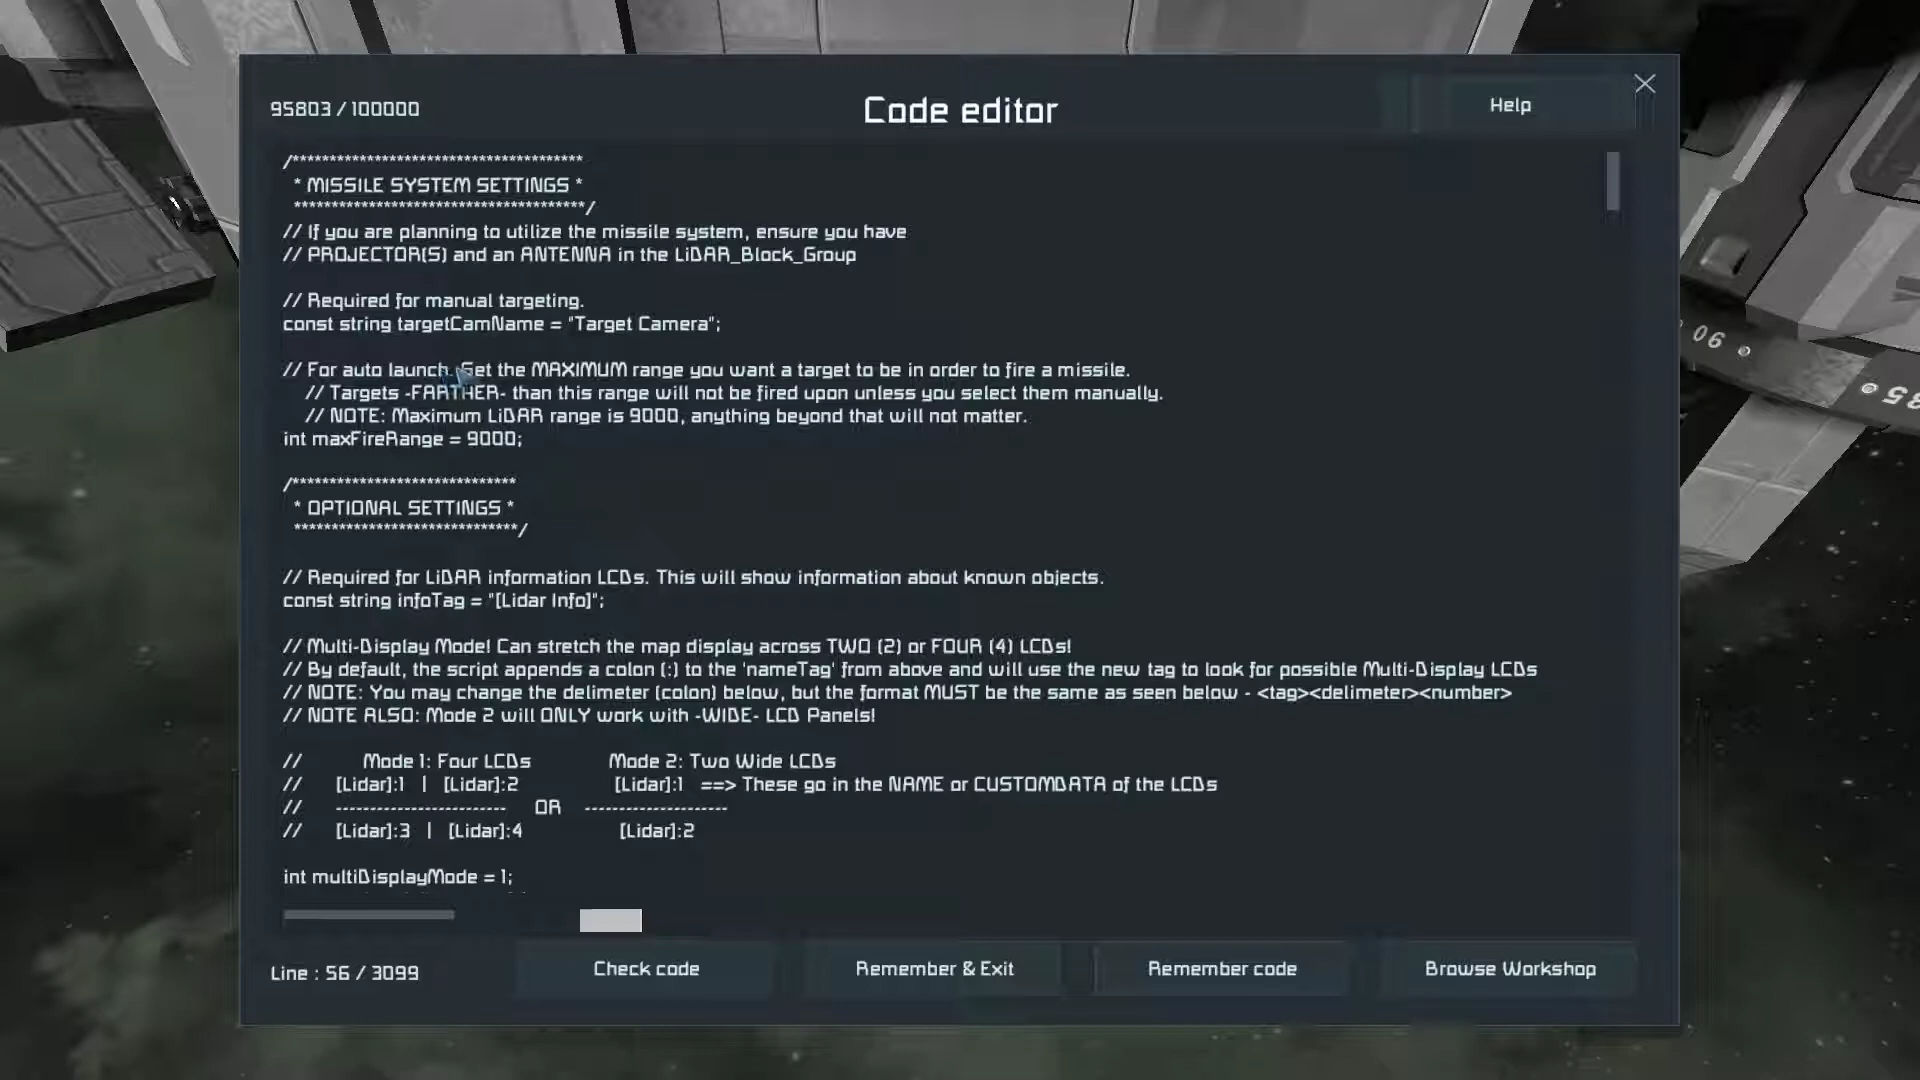 95803 / 100000
Code editor
Help
/***************************************
* MISSILE SYSTEM SETTINGS *
***************************************/
// If you are planning to utilize the missile system, ensure you have
// PROJECTOR(S) and an ANTENNA in the LiDAR_Block_Group
// Required for manual targeting.
const string targetCamName = "Target Camera";
// For auto launch. Set the MAXIMUM range you want a target to be in order to fire a missile.
// Targets -FARTHER- than this range will not be fired upon unless you select them manually.
// NOTE: Maximum LiDAR range is 9000, anything beyond that will not matter.
int maxFireRange = 9000;
/******************************
* OPTIONAL SETTINGS *
******************************/
// Required for LiDAR information LCDs. This will show information about known objects.
const string infoTag = "[Lidar Info]";
// Multi-Display Mode! Can stretch the map display across TWO (2) or FOUR (4) LCDs!
// By default, the script appends a colon (:) to the 'nameTag' from above and will use the new tag to look for possible Multi-Display LCDs
// NOTE: You may change the delimeter (colon) below, but the format MUST be the same as seen below - <tag><delimeter><number>
// NOTE ALSO: Mode 2 will ONLY work with -WIDE- LCD Panels!
// Mode 1: Four LCDs Mode 2: Two Wide LCDs
// [Lidar]:1 | [Lidar]:2 [Lidar]:1 ==> These go in the NAME or CUSTOMDATA of the LCDs
// ------------------------- OR ---------------------
// [Lidar]:3 | [Lidar]:4 [Lidar]:2
int multiDisplayMode = 1;
Line : 56 / 3099
Check code
Remember & Exit
Remember code
Browse Workshop
90
85